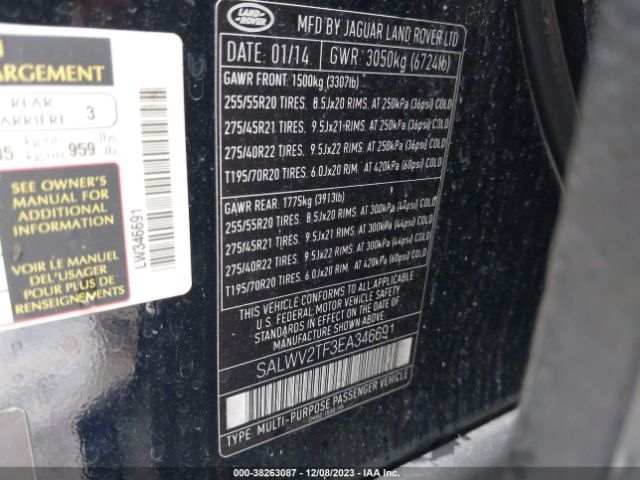 N
ARGEMENT
REAR
ARRIÈRE 3
kg or lbs
35 kg ou 959 lb
SEE OWNER'S
MANUAL FOR
ADDITIONAL
INFORMATION
VOIR LE MANUEL
DE L'USAGER
POUR PLUS DE
RENSEIGNEMENTS
LW346691
LAND ROVER
MFD BY JAGUAR LAND ROVER LTD
DATE: 01/14 GWR: 3050kg (6724lb)
GAWR FRONT: 1500kg (3307lb)
255/55R20 TIRES. 8.5Jx20 RIMS. AT 250kPa (36psi) COLD
275/45R21 TIRES. 9.5Jx21 RIMS. AT 250kPa (36psi) COLD
275/40R22 TIRES. 9.5Jx22 RIMS. AT 250kPa (36psi) COLD
T195/70R20 TIRES. 6.0Jx20 RIM. AT 420kPa (60psi) COLD
GAWR REAR: 1775kg (3913lb)
255/55R20 TIRES. 8.5Jx20 RIMS. AT 300kPa (44psi) COLD
275/45R21 TIRES. 9.5Jx21 RIMS. AT 300kPa (44psi) COLD
275/40R22 TIRES. 9.5Jx22 RIMS. AT 300kPa (44psi) COLD
T195/70R20 TIRES. 6.0Jx20 RIM. AT 420kPa (60psi) COLD
THIS VEHICLE CONFORMS TO ALL APPLICABLE
U.S. FEDERAL MOTOR VEHICLE SAFETY
STANDARDS IN EFFECT ON THE DATE OF
MANUFACTURE SHOWN ABOVE.
SALWV2TF3EA346691
TYPE: MULTI-PURPOSE PASSENGER VEHICLE
000-38263087 - 12/08/2023 - IAA Inc.